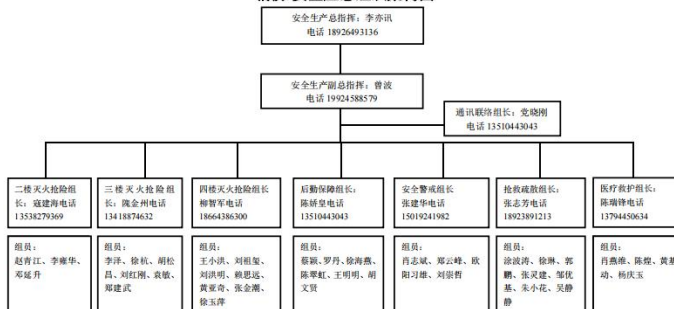 安全生产总指挥：李亦讯
电话 18926493136
安全生产副总指挥：曾波
电话 19924588579
通讯联络组长：党晓刚
电话 13510443043
二楼灭火抢险组
长：寇建海电话
13538279369
三楼灭火抢险组
长：隗金州电话
13418874632
四楼灭火抢险组长
柳智军电话
18664386300
后勤保障组长：
陈娇皇电话
13510443043
安全警戒组长
张建华电话
15019241982
抢救疏散组长：
张志芳电话
18923891213
医疗救护组长：
陈瑞锋电话
13794450634
组员：
赵青江、李雍华、
邓延升
组员：
李洋、徐杭、胡松
昌、刘红刚、袁敏、
郑建武
组员：
王小洪、刘祖玺、
刘洪明、赖思远、
黄亚奇、张金潮、
徐玉萍
组员：
蔡颖、罗丹、徐海燕、
陈翠虹、王明明、胡
文贤
组员：
肖志斌、郑云峰、欧
阳习雄、刘崇哲
组员：
涂波涛、徐琳、郭
鹏、张灵建、邹优
基、朱小花、吴静
静
组员：
肖燕维、陈煌、黄基
动、杨庆玉